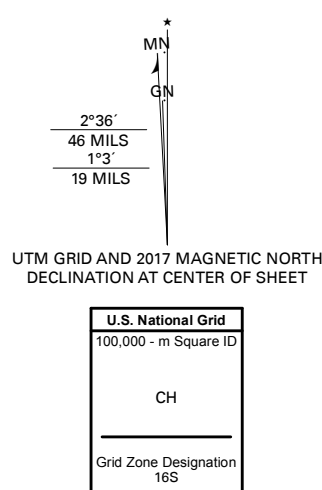 MN
GN
2°36´
46 MILS
1°3´
19 MILS
UTM GRID AND 2017 MAGNETIC NORTH
DECLINATION AT CENTER OF SHEET
U.S. National Grid
100,000 - m Square ID
CH
Grid Zone Designation
16S